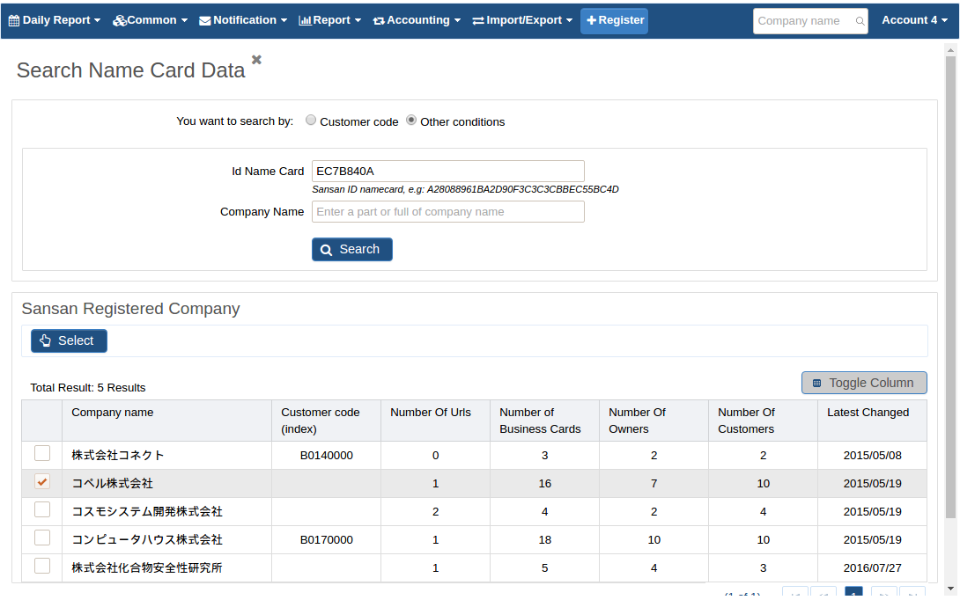 Daily Report Common Notification Report Accounting Import/Export Register Company name Account 4
Search Name Card Data
You want to search by: Customer code Other conditions
Id Name Card EC7B840A
Sansan ID namecard, e.g: A28088961BA2D90F3C3C3CBBEC55BC4D
Company Name Enter a part or full of company name
Search
Sansan Registered Company
Select
Total Result: 5 Results Toggle Column
Company name Customer code (index) Number Of Urls Number of Business Cards Number Of Owners Number Of Customers Latest Changed
株式会社コネクト B0140000 0 3 2 2 2015/05/08
コペル株式会社 1 16 7 10 2015/05/19
コスモシステム開発株式会社 2 4 2 4 2015/05/19
コンピュータハウス株式会社 B0170000 1 18 10 10 2015/05/19
株式会社化合物安全性研究所 1 5 4 3 2016/07/27
(1 of 1) 1